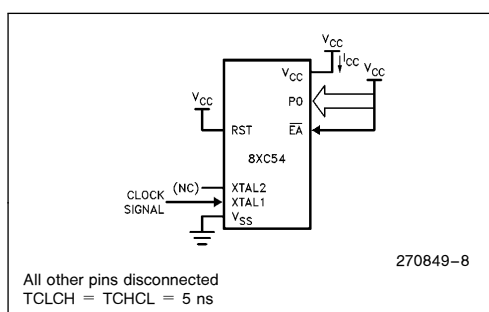 VCC
ICC
VCC
VCC
P0
VCC
RST
EA
8XC54
(NC)
XTAL2
CLOCK SIGNAL
XTAL1
VSS
270849–8
All other pins disconnected
TCLCH = TCHCL = 5 ns